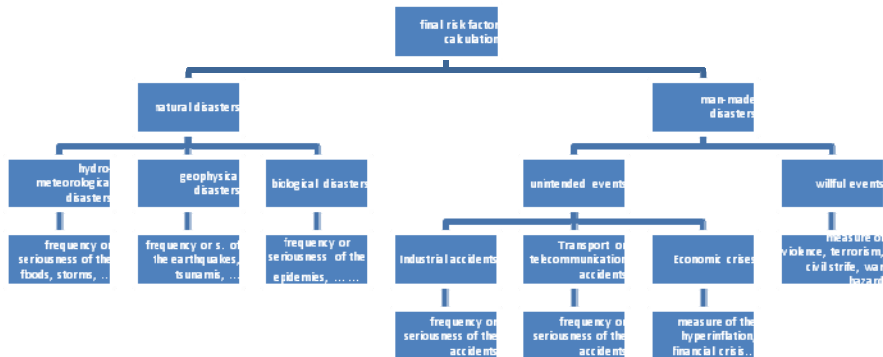 final risk factor
calculation
natural disasters
man-made
disasters
hydro-
meteorologica
disasters
geophysica
disasters
biological disasters
unintended events
willful events
frequency or
seriousness of the
floods, storms, ...
frequency or s. of
the earthquakes,
tsunamis, ...
frequency or
seriousness of the
epidemies, ... ...
Industrial accidents
Transport or
telecommunication
accidents
Economic crises
measure of
violence, terrorism,
civil strife, war
hazard
frequency or
seriousness of the
accidents
frequency or
seriousness of the
accidents
measure of the
hyperinflation,
financial crisis...